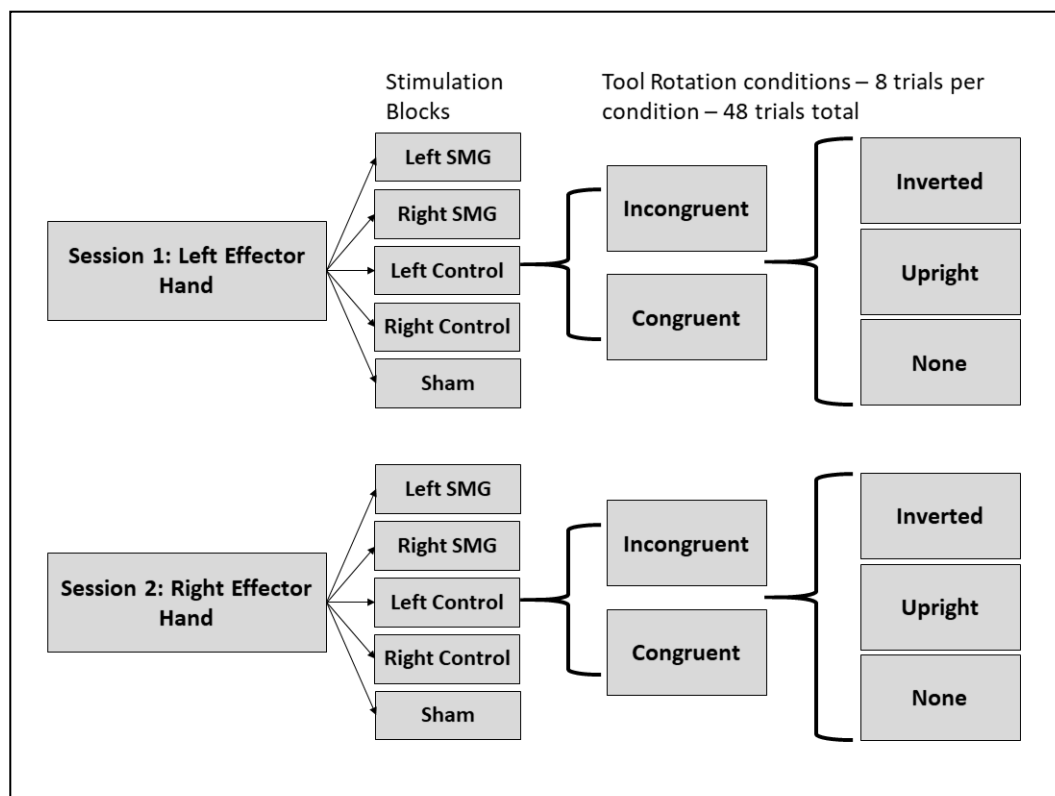 Stimulation
Blocks
Tool Rotation conditions – 8 trials per
condition – 48 trials total
Session 1: Left Effector
Hand
Left SMG
Right SMG
Left Control
Right Control
Sham
Incongruent
Congruent
Inverted
Upright
None
Session 2: Right Effector
Hand
Left SMG
Right SMG
Left Control
Right Control
Sham
Incongruent
Congruent
Inverted
Upright
None